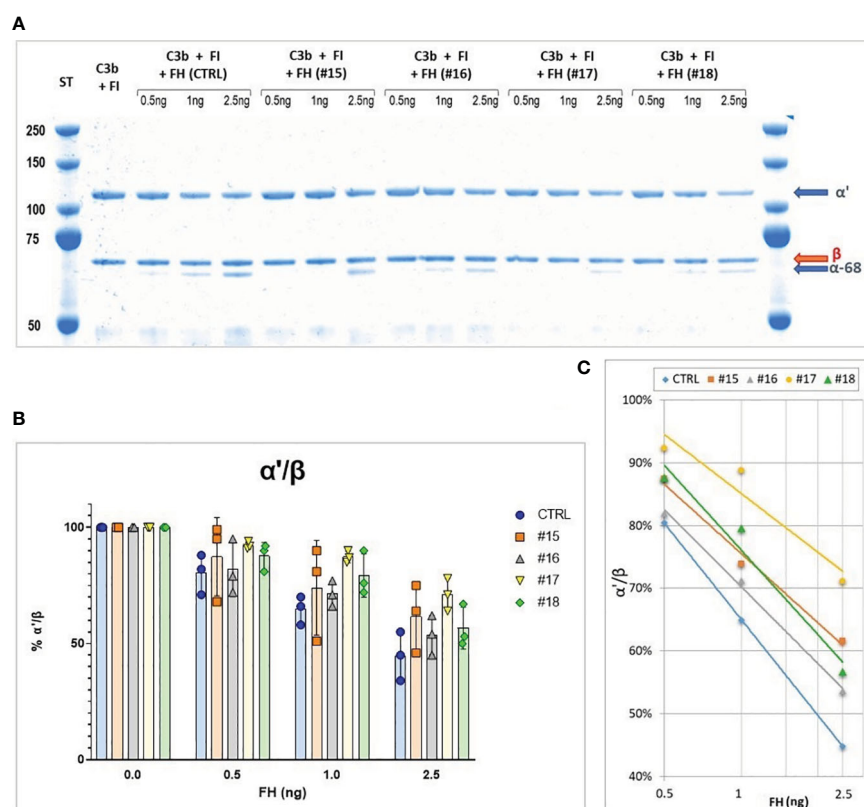 A
ST
C3b
+ FI
C3b + FI
+ FH (CTRL)
C3b + FI
+ FH (#15)
C3b + FI
+ FH (#16)
C3b + FI
+ FH (#17)
C3b + FI
+ FH (#18)
0.5ng 1ng 2.5ng 0.5ng 1ng 2.5ng 0.5ng 1ng 2.5ng 0.5ng 1ng 2.5ng 0.5ng 1ng 2.5ng
250
150
100
75
50
α'
β
α-68
B
α'/β
% α'/β
100
50
0
0.0 0.5 1.0 2.5
FH (ng)
CTRL
#15
#16
#17
#18
C
CTRL #15 #16 #17 #18
α'/β
100%
90%
80%
70%
60%
50%
40%
0.5 1 2.5
FH (ng)